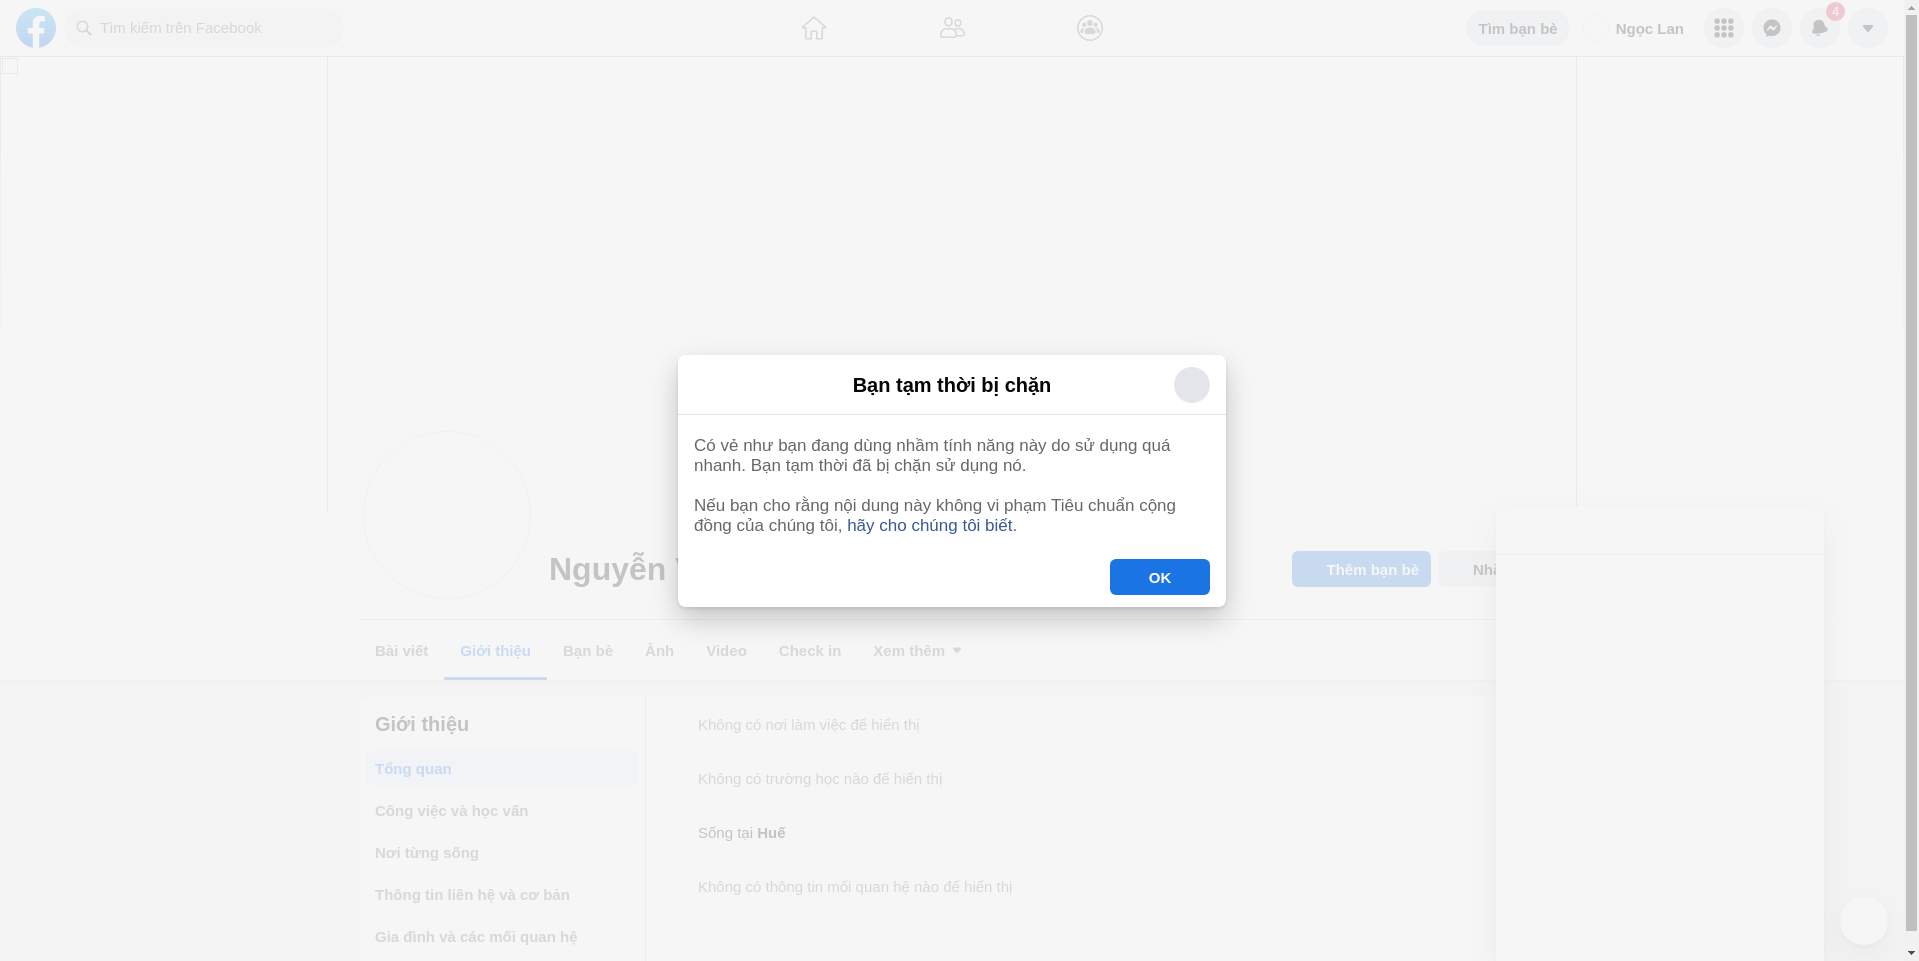 Tìm kiếm trên Facebook
Tìm bạn bè
Ngọc Lan
4
Bạn tạm thời bị chặn
Có vẻ như bạn đang dùng nhầm tính năng này do sử dụng quá
nhanh. Bạn tạm thời đã bị chặn sử dụng nó.
Nếu bạn cho rằng nội dung này không vi phạm Tiêu chuẩn cộng
đồng của chúng tôi, hãy cho chúng tôi biết.
OK
Nguyễn
Thêm bạn bè
Bài viết
Giới thiệu
Bạn bè
Ảnh
Video
Check in
Xem thêm
Giới thiệu
Tổng quan
Công việc và học vấn
Nơi từng sống
Thông tin liên hệ và cơ bản
Gia đình và các mối quan hệ
Không có nơi làm việc để hiển thị
Không có trường học nào để hiển thị
Sống tại Huế
Không có thông tin mối quan hệ nào để hiển thị